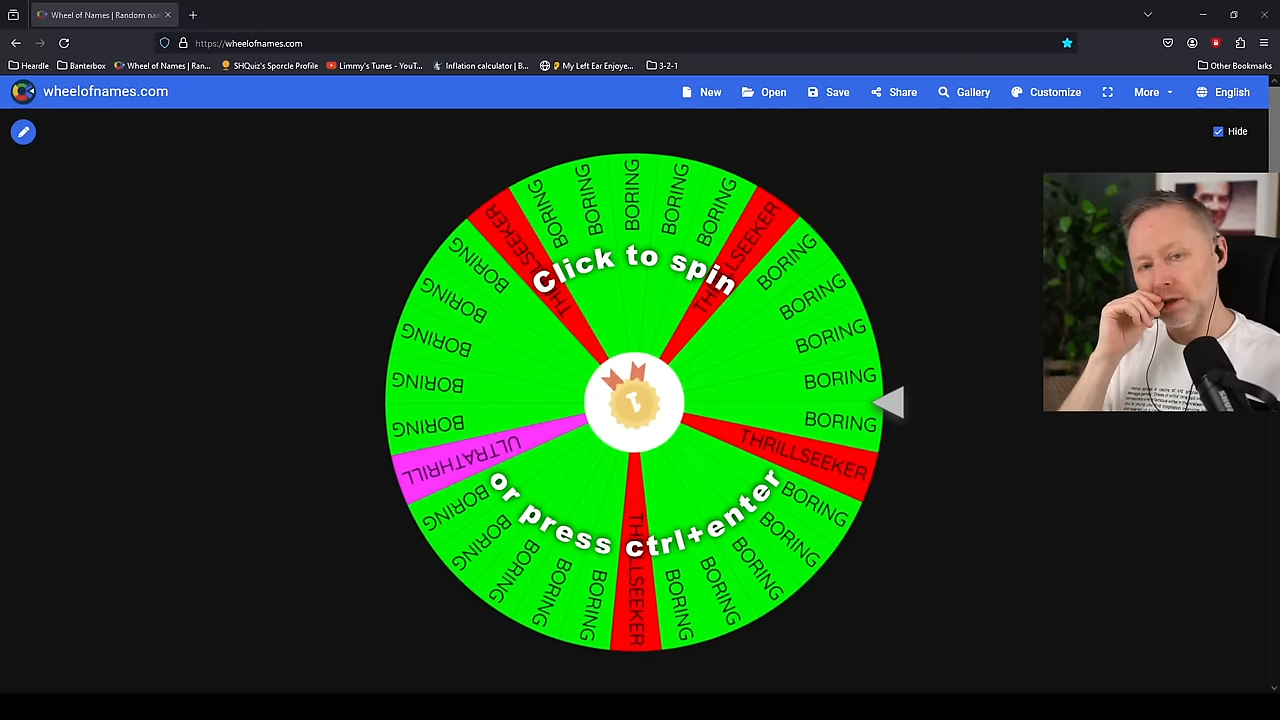 Wheel of Names | Random nam
https://wheelofnames.com
Heardle
Banterbox
Wheel of Names | Ran...
SHQuiz's Sporcle Profile
Limmy's Tunes - YouT...
Inflation calculator | B...
My Left Ear Enjoye...
3-2-1
Other Bookmarks
wheelofnames.com
New
Open
Save
Share
Gallery
Customize
More
English
Hide
Click to spin
or press ctrl+enter
BORING
BORING
BORING
BORING
BORING
THRILLSEEKER
BORING
BORING
BORING
BORING
BORING
THRILLSEEKER
BORING
BORING
BORING
BORING
BORING
THRILLSEEKER
BORING
BORING
BORING
BORING
BORING
ULTRATHRILL
BORING
BORING
BORING
BORING
BORING
THRILLSEEKER
1